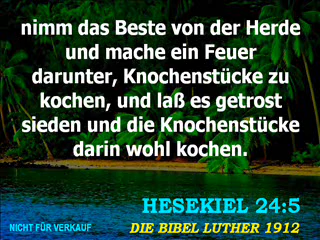 nimm das Beste von der Herde
und mache ein Feuer
darunter, Knochenstücke zu
kochen, und laß es getrost
sieden und die Knochenstücke
darin wohl kochen.
HESEKIEL 24:5
NICHT FÜR VERKAUF
DIE BIBEL LUTHER 1912